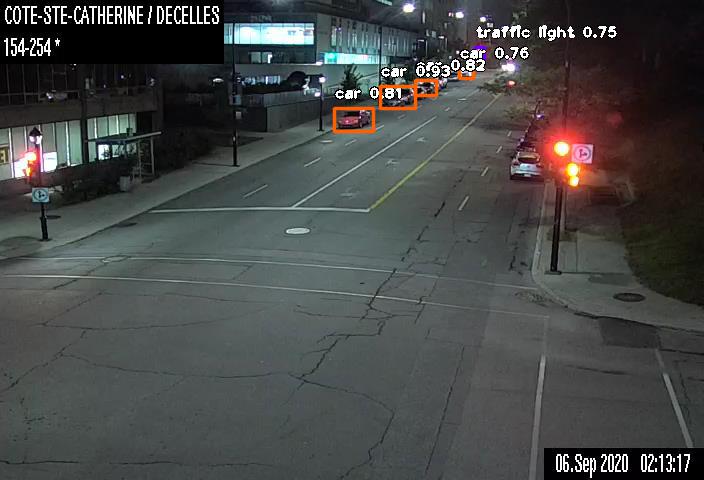 COTE-STE-CATHERINE / DECELLES
154-254 *
traffic light 0.75
car 0.76
0.82
car 0.93
car 0.81
06.Sep 2020 02:13:17